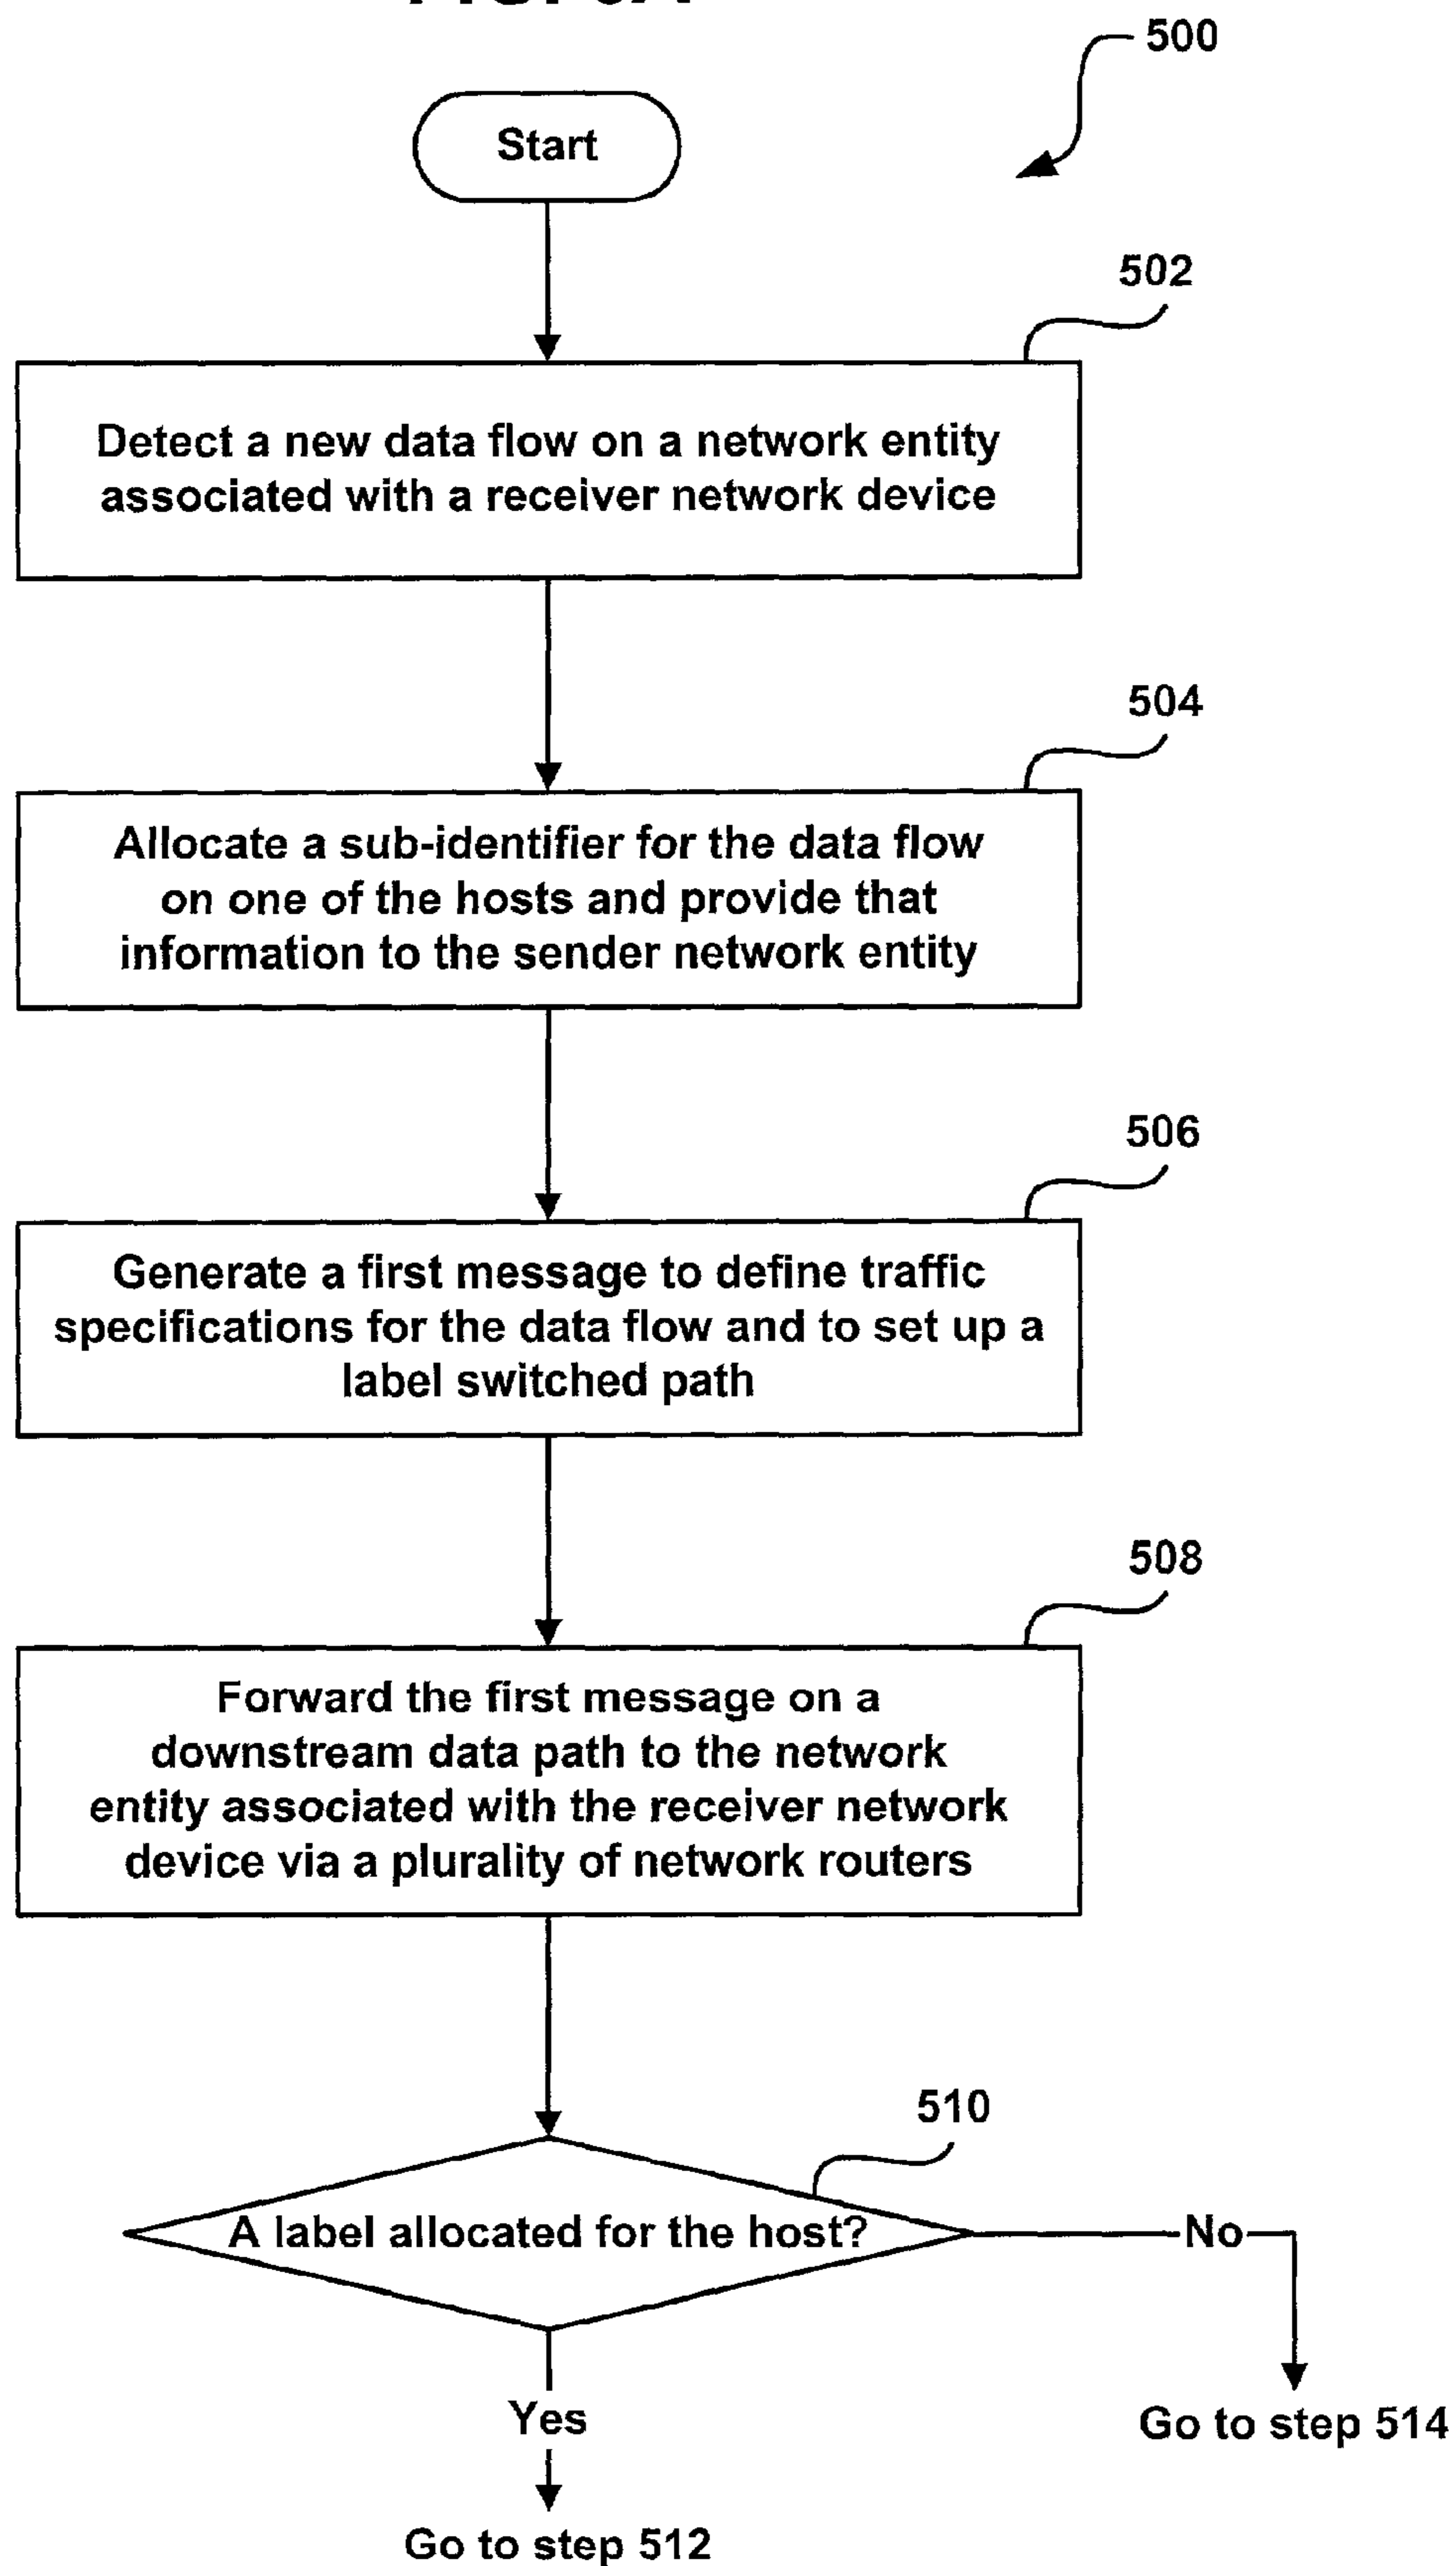 500
Start
502
Detect a new data flow on a network entity
associated with a receiver network device
504
Allocate a sub-identifier for the data flow
on one of the hosts and provide that
information to the sender network entity
506
Generate a first message to define traffic
specifications for the data flow and to set up a
label switched path
508
Forward the first message on a
downstream data path to the network
entity associated with the receiver network
device via a plurality of network routers
510
A label allocated for the host?
No
Yes
Go to step 514
Go to step 512